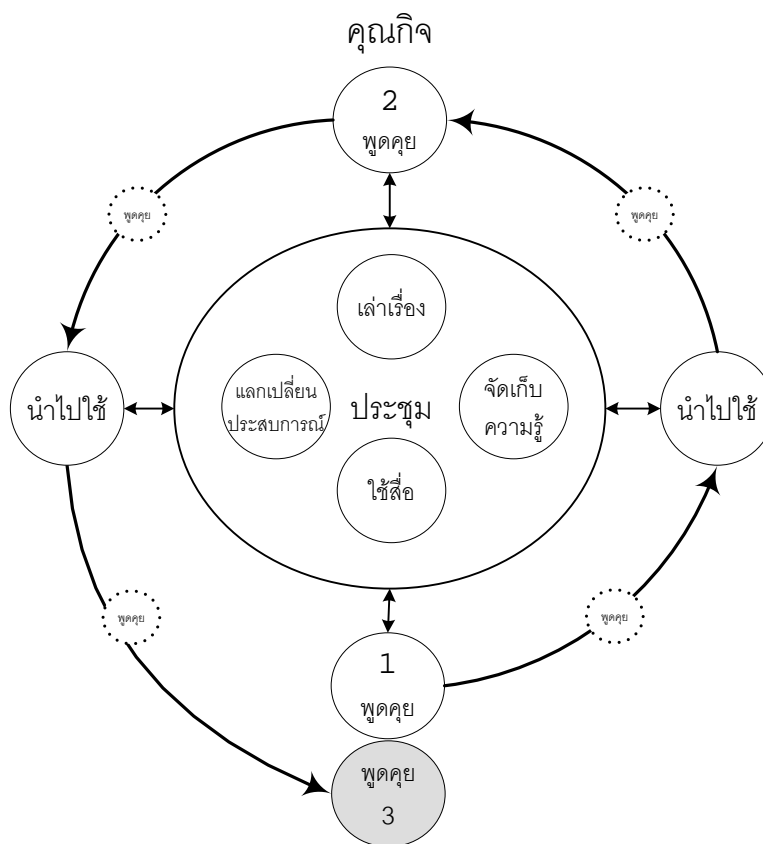 คุณกิจ
2
พูดคุย
พูดคุย
พูดคุย
เล่าเรื่อง
นำไปใช้
แลกเปลี่ยน
ประสบการณ์
ประชุม
จัดเก็บ
ความรู้
นำไปใช้
ใช้สื่อ
พูดคุย
พูดคุย
1
พูดคุย
พูดคุย
3